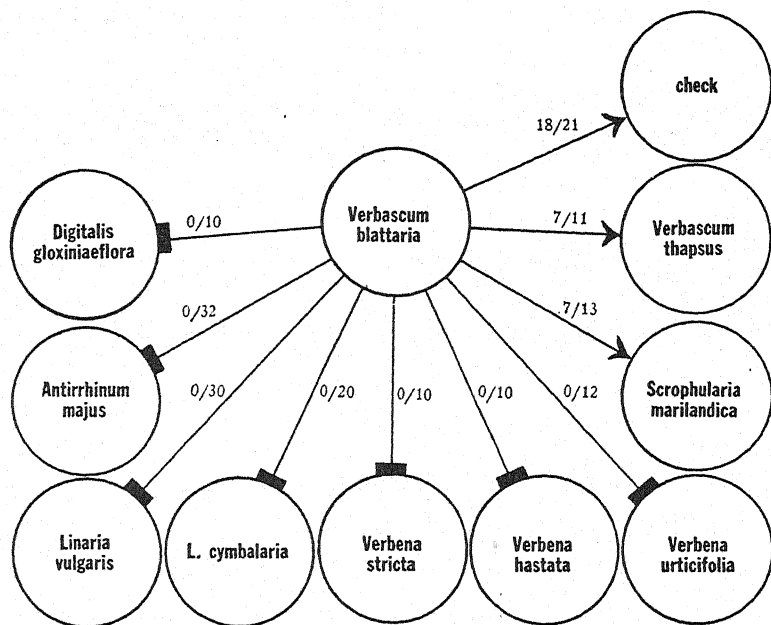 check
18/21
Verbascum
blattaria
Digitalis
gloxiniaeflora
0/10
7/11
Verbascum
thapsus
0/32
7/13
Antirrhinum
majus
0/30
0/20
0/10
0/10
0/12
Scrophularia
marilandica
Linaria
vulgaris
L. cymbalaria
Verbena
stricta
Verbena
hastata
Verbena
urticifolia